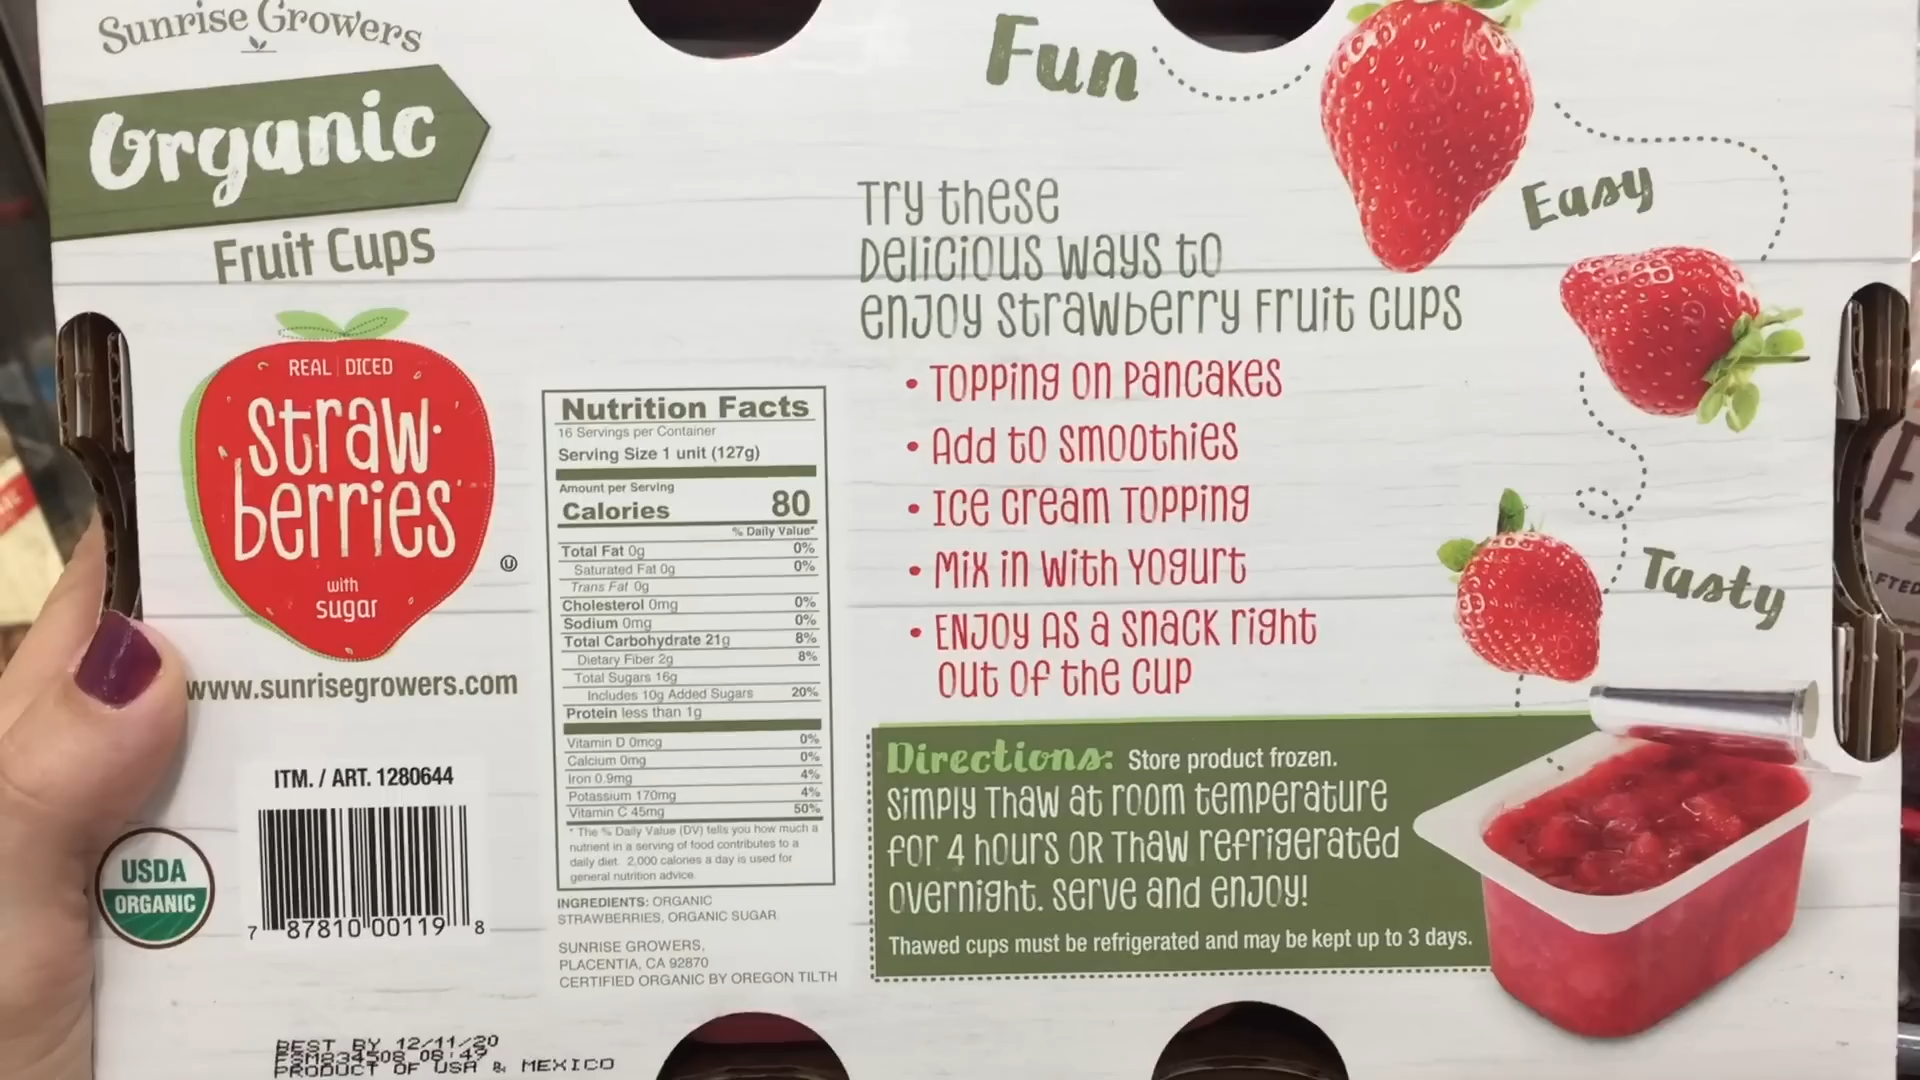 Sunrise Growers
Organic
Fruit Cups
REAL | DICED
straw-
berries
with
sugar
U
www.sunrisegrowers.com
ITM. / ART. 1280644
7 87810 00119 8
USDA
ORGANIC
BEST BY 12/11/20
FSM834508 08:49
PRODUCT OF USA & MEXICO
Nutrition Facts
16 Servings per Container
Serving Size 1 unit (127g)
Amount per Serving
Calories 80
% Daily Value*
Total Fat 0g 0%
Saturated Fat 0g 0%
Trans Fat 0g
Cholesterol 0mg 0%
Sodium 0mg 0%
Total Carbohydrate 21g 8%
Dietary Fiber 2g 8%
Total Sugars 16g
Includes 10g Added Sugars 20%
Protein less than 1g
Vitamin D 0mcg 0%
Calcium 0mg 0%
Iron 0.9mg 4%
Potassium 170mg 4%
Vitamin C 45mg 50%
* The % Daily Value (DV) tells you how much a
nutrient in a serving of food contributes to a
daily diet. 2,000 calories a day is used for
general nutrition advice.
INGREDIENTS: ORGANIC
STRAWBERRIES, ORGANIC SUGAR
SUNRISE GROWERS,
PLACENTIA, CA 92870
CERTIFIED ORGANIC BY OREGON TILTH
Fun
Easy
Tasty
Try these
Delicious ways to
enjoy strawberry fruit cups
• Topping on pancakes
• Add to smoothies
• Ice cream topping
• Mix in with yogurt
• Enjoy as a snack right
out of the cup
Directions: Store product frozen.
Simply thaw at room temperature
for 4 hours OR thaw refrigerated
overnight. Serve and enjoy!
Thawed cups must be refrigerated and may be kept up to 3 days.